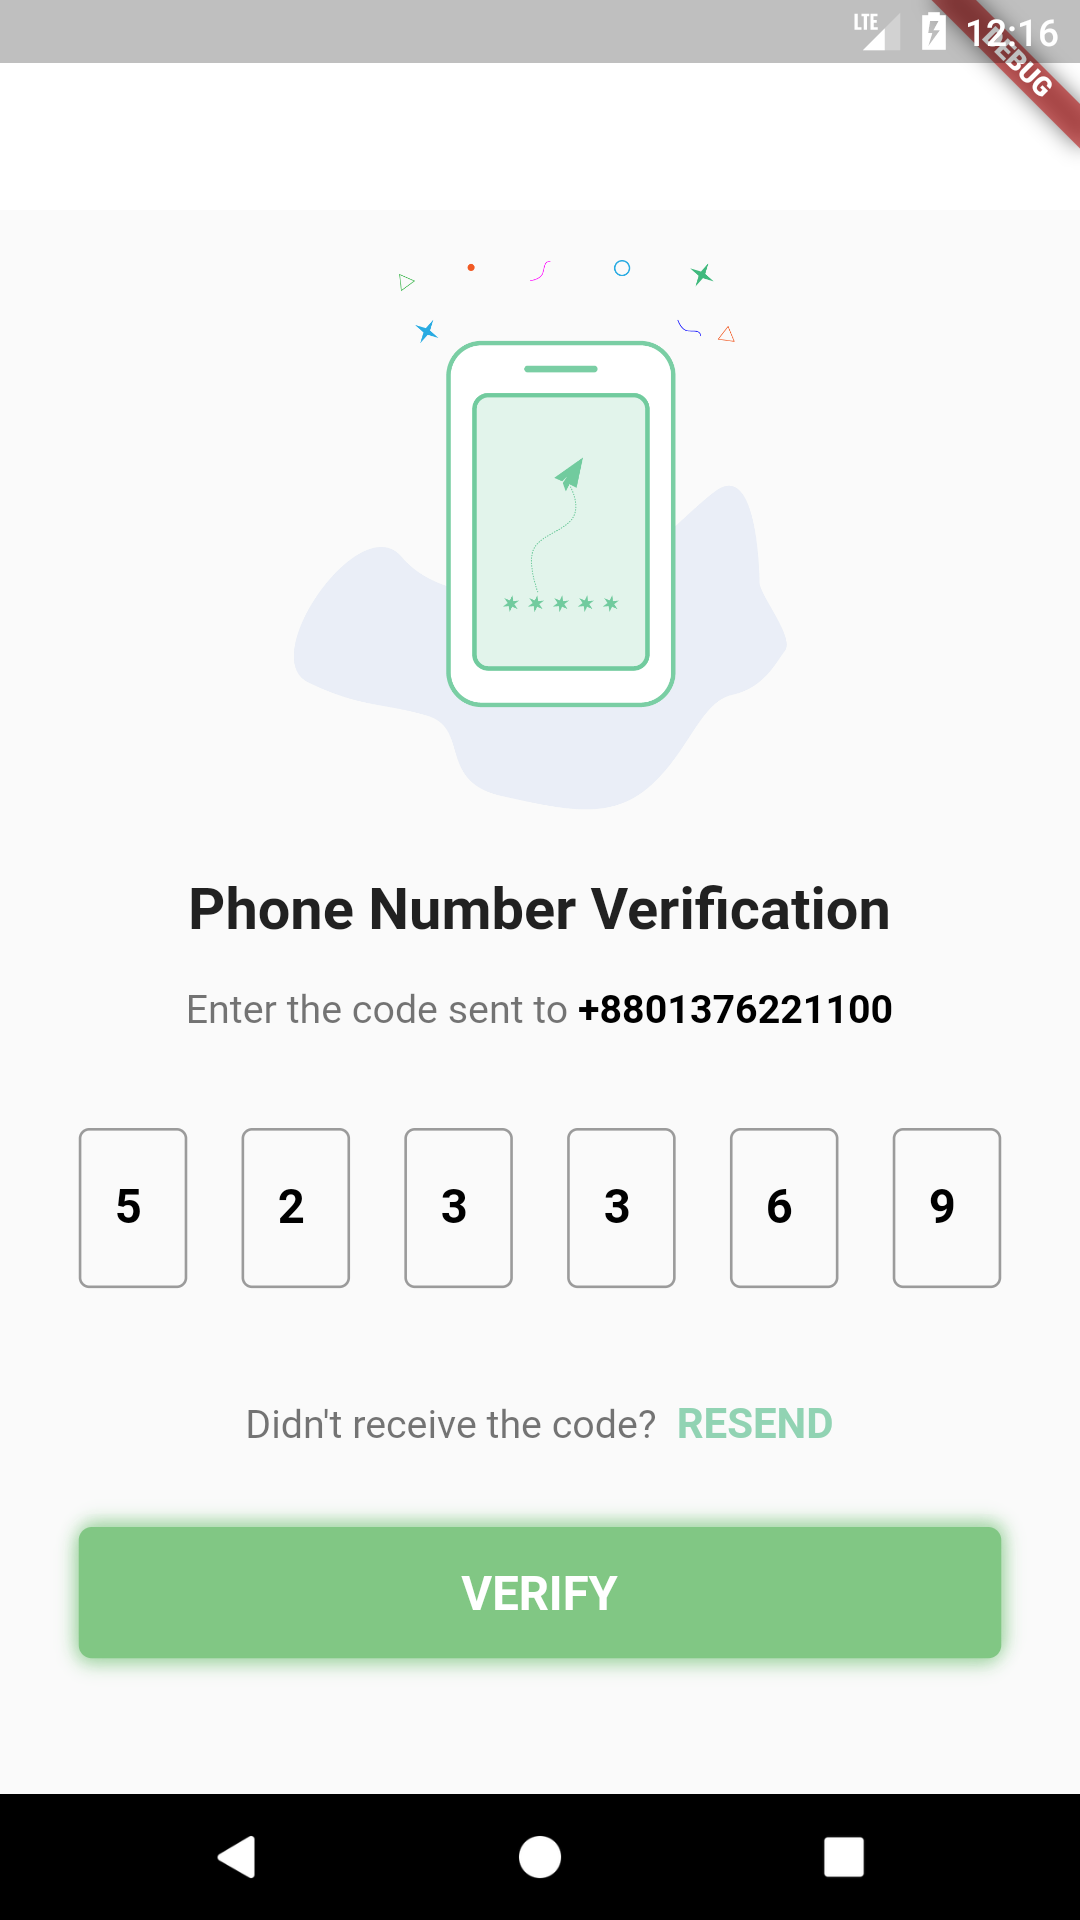 LTE 12:16
DEBUG
Phone Number Verification
Enter the code sent to +8801376221100
5 2 3 3 6 9
Didn't receive the code? RESEND
VERIFY